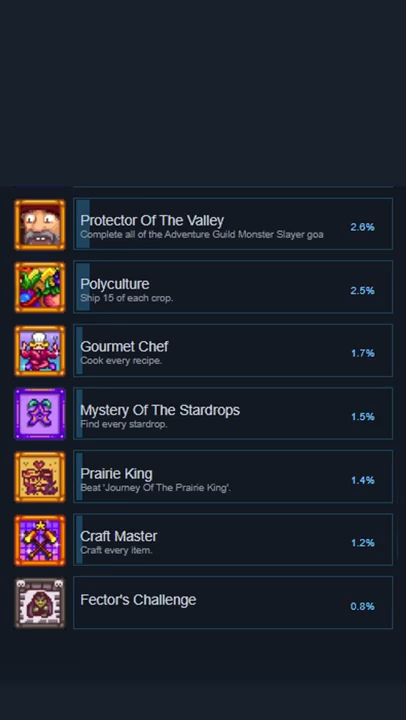 Protector Of The Valley
Complete all of the Adventure Guild Monster Slayer goa
2.6%
Polyculture
Ship 15 of each crop.
2.5%
Gourmet Chef
Cook every recipe.
1.7%
Mystery Of The Stardrops
Find every stardrop.
1.5%
Prairie King
Beat 'Journey Of The Prairie King'.
1.4%
Craft Master
Craft every item.
1.2%
Fector's Challenge
0.8%